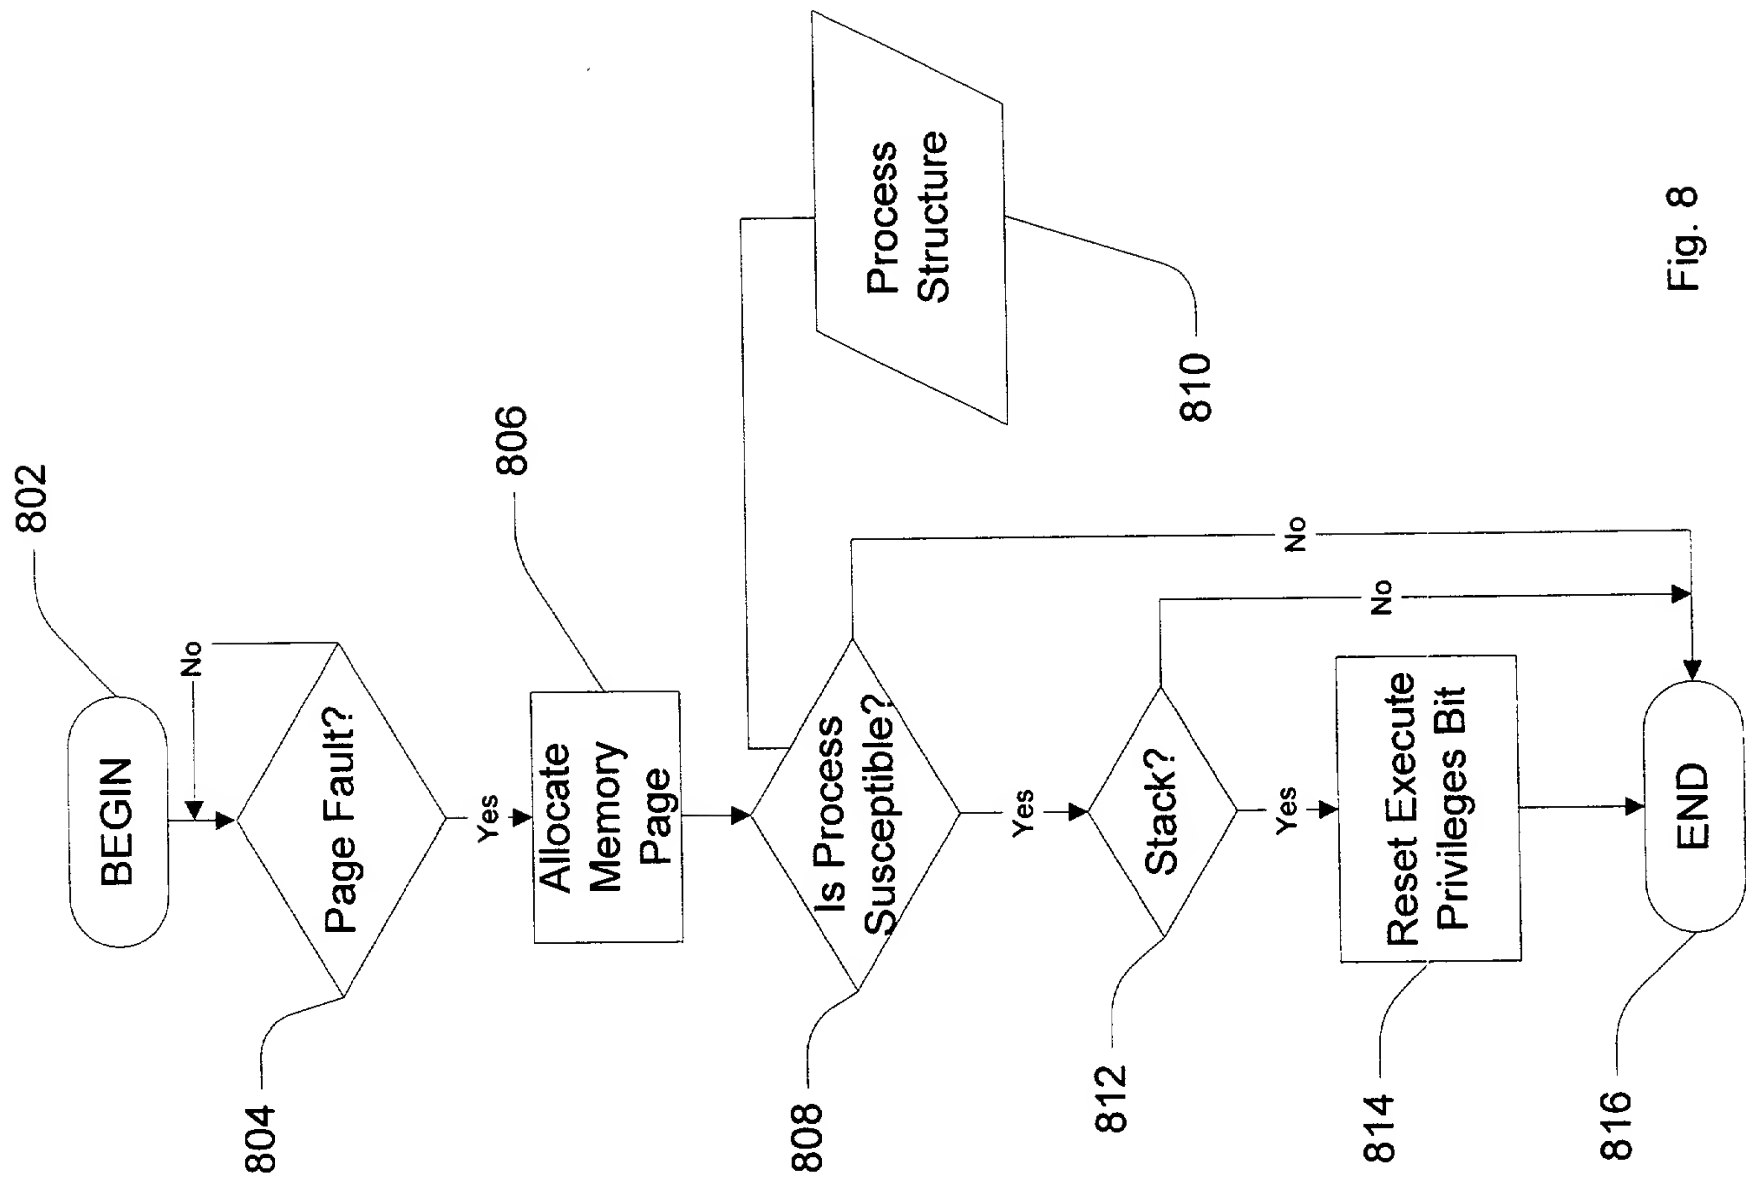 802
BEGIN
No
804
Page Fault?
Yes
806
Allocate
Memory
Page
808
Is Process
Susceptible?
Process
Structure
810
No
Yes
812
Stack?
No
Yes
814
Reset Execute
Privileges Bit
816
END
Fig. 8